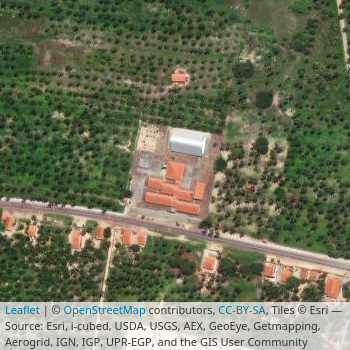 Leaflet | © OpenStreetMap contributors, CC-BY-SA, Tiles © Esri —
Source: Esri, i-cubed, USDA, USGS, AEX, GeoEye, Getmapping,
Aerogrid, IGN, IGP, UPR-EGP, and the GIS User Community